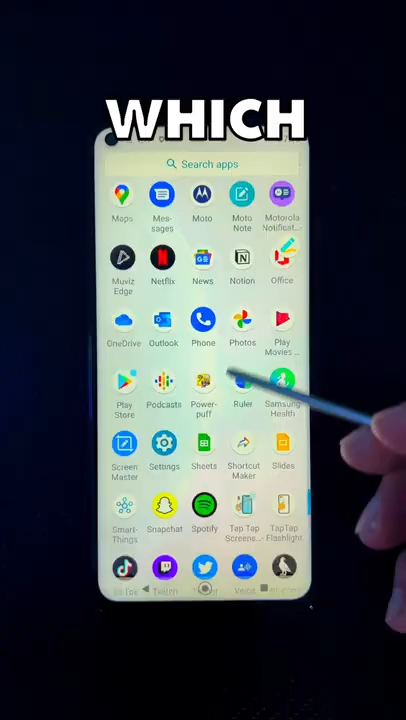 WHICH
Search apps
Maps
Mes-
sages
Moto
Moto
Note
Motorola
Notificat...
Muviz
Edge
Netflix
News
Notion
Office
OneDrive
Outlook
Phone
Photos
Play
Movies ...
Play
Store
Podcasts
Power-
puff
Ruler
Samsung
Health
Screen
Master
Settings
Sheets
Shortcut
Maker
Slides
Smart-
Things
Snapchat
Spotify
Tap Tap
Screens...
TapTap
Flashlight
Twitch
Voice